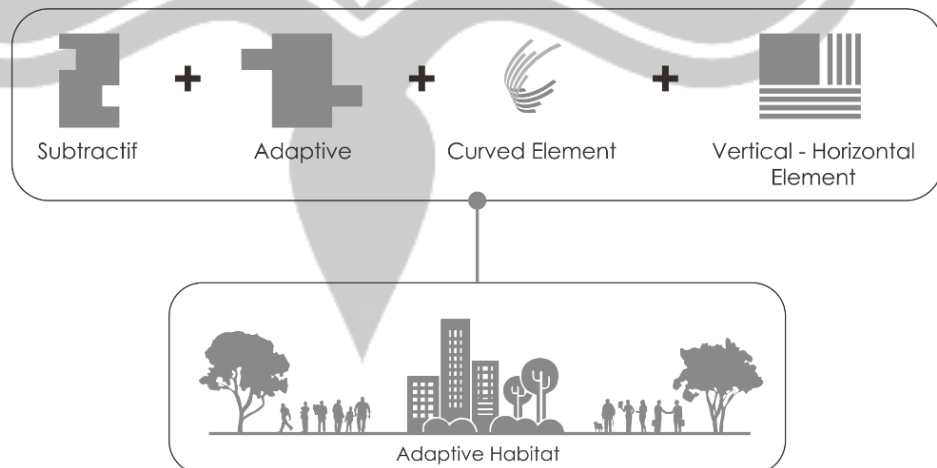 Subtractif
Adaptive
Curved Element
Vertical - Horizontal
Element
Adaptive Habitat